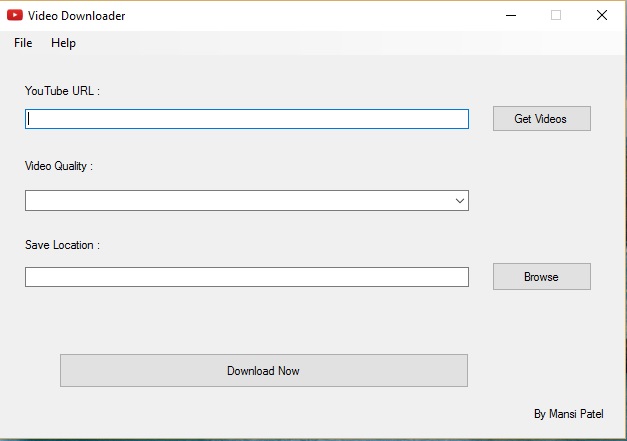 Video Downloader
File Help
YouTube URL :
Get Videos
Video Quality :
Save Location :
Browse
Download Now
By Mansi Patel